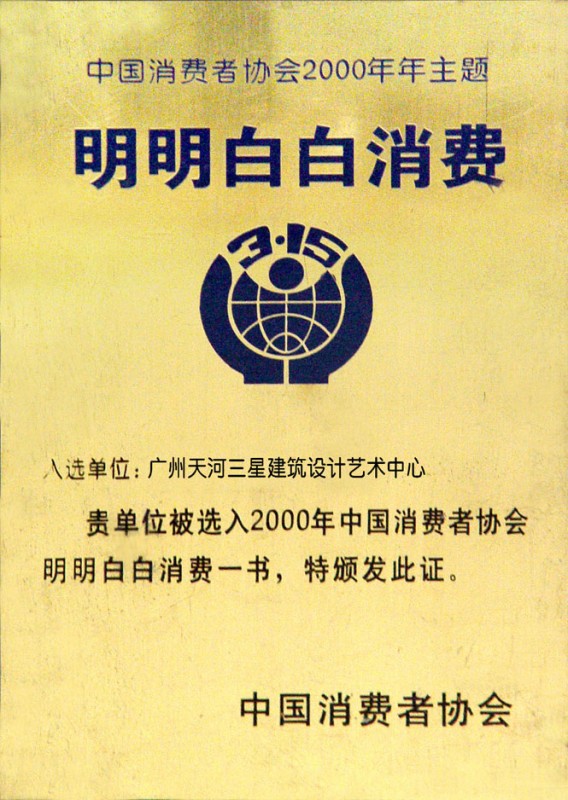 中国消费者协会2000年年主题
明明白白消费
3·15
入选单位：广州天河三星建筑设计艺术中心
贵单位被选入2000年中国消费者协会
明明白白消费一书，特颁发此证。
中国消费者协会